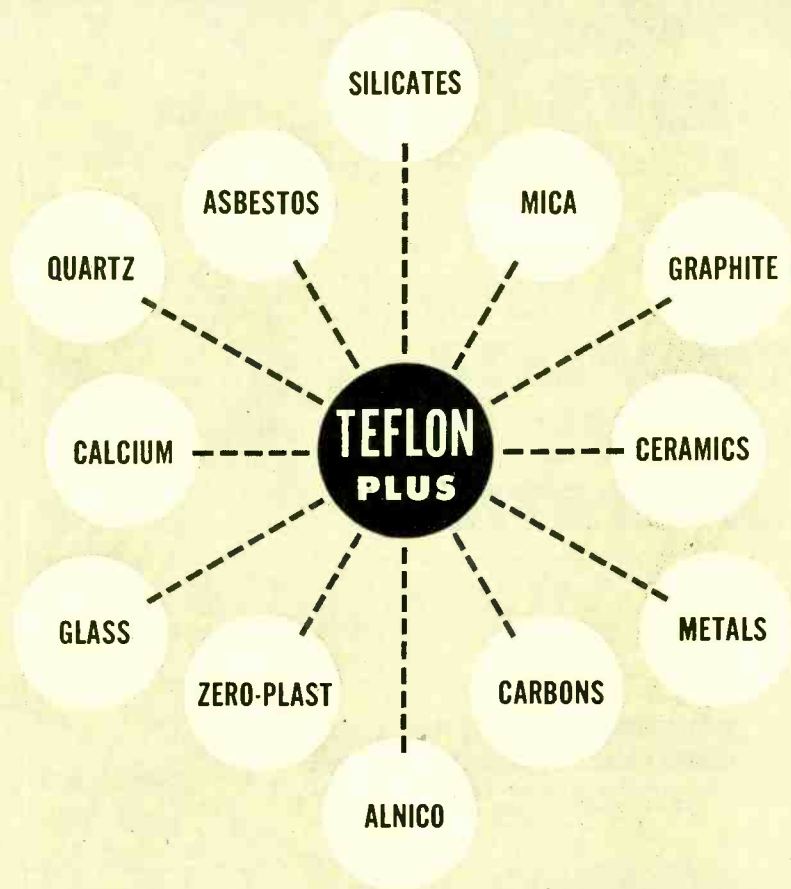 SILICATES
ASBESTOS
MICA
QUARTZ
GRAPHITE
TEFLON
PLUS
CALCIUM
CERAMICS
GLASS
METALS
ZERO-PLAST
CARBONS
ALNICO